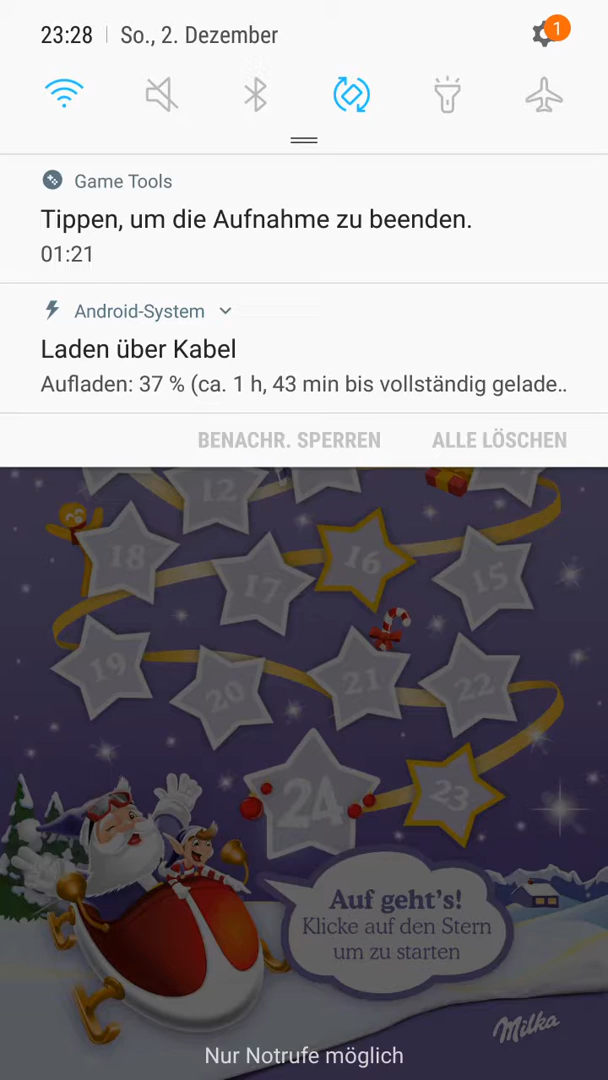 23:28 | So., 2. Dezember
1
Game Tools
Tippen, um die Aufnahme zu beenden.
01:21
Android-System
Laden über Kabel
Aufladen: 37 % (ca. 1 h, 43 min bis vollständig gelade..
BENACHR. SPERREN ALLE LÖSCHEN
12
18 17 16 15
19 20 21 22
24 23
Auf geht's!
Klicke auf den Stern
um zu starten
Milka
Nur Notrufe möglich